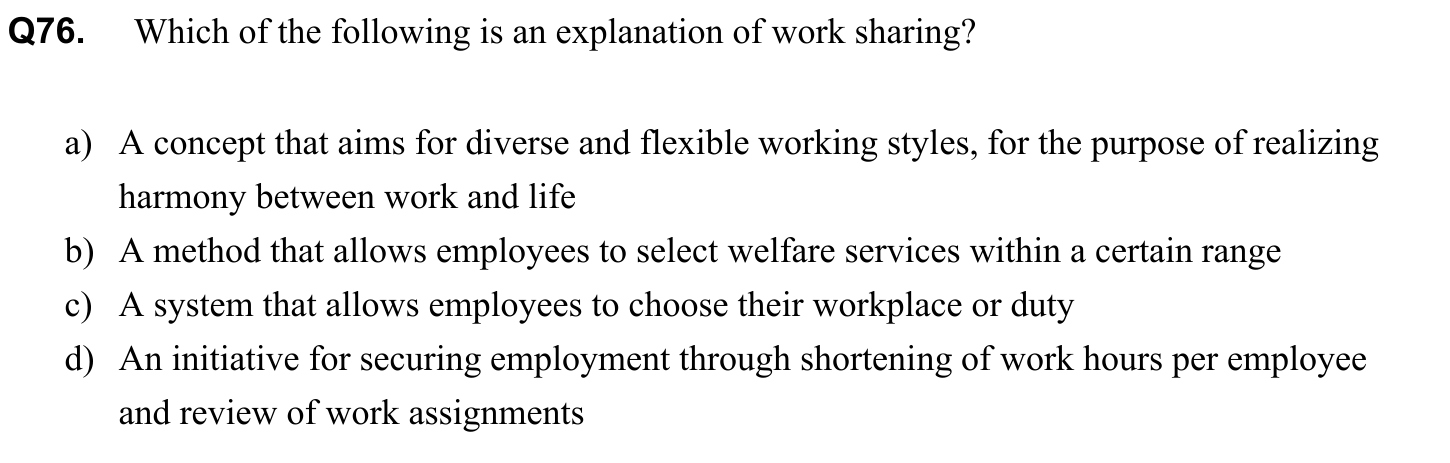 Q76. Which of the following is an explanation of work sharing?
a) A concept that aims for diverse and flexible working styles, for the purpose of realizing
harmony between work and life
b) A method that allows employees to select welfare services within a certain range
c) A system that allows employees to choose their workplace or duty
d) An initiative for securing employment through shortening of work hours per employee
and review of work assignments